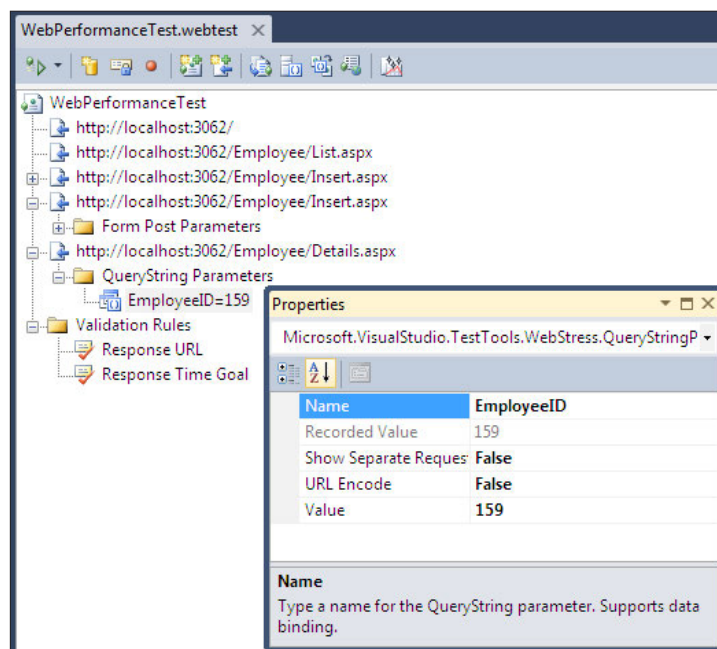 WebPerformanceTest.webtest
WebPerformanceTest
http://localhost:3062/
http://localhost:3062/Employee/List.aspx
http://localhost:3062/Employee/Insert.aspx
http://localhost:3062/Employee/Insert.aspx
Form Post Parameters
http://localhost:3062/Employee/Details.aspx
QueryString Parameters
EmployeeID=159
Validation Rules
Response URL
Response Time Goal
Properties
Microsoft.VisualStudio.TestTools.WebStress.QueryStringP
Name EmployeeID
Recorded Value 159
Show Separate Reques False
URL Encode False
Value 159
Name
Type a name for the QueryString parameter. Supports data
binding.